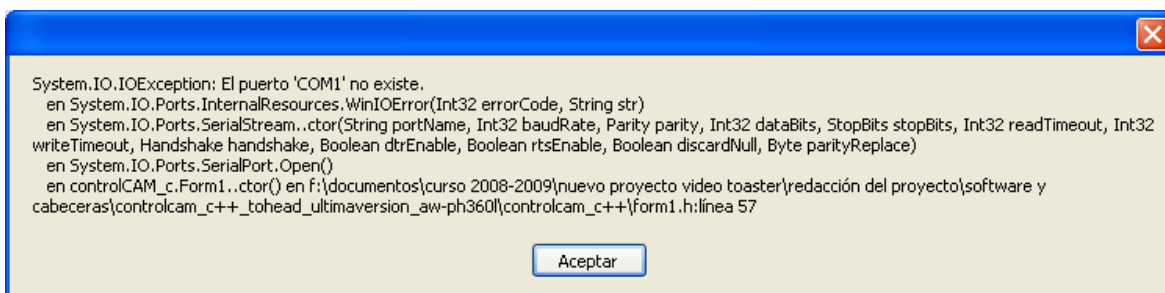 System.IO.IOException: El puerto 'COM1' no existe.
en System.IO.Ports.InternalResources.WinIOError(Int32 errorCode, String str)
en System.IO.Ports.SerialStream..ctor(String portName, Int32 baudRate, Parity parity, Int32 dataBits, StopBits stopBits, Int32 readTimeout, Int32
writeTimeout, Handshake handshake, Boolean dtrEnable, Boolean rtsEnable, Boolean discardNull, Byte parityReplace)
en System.IO.Ports.SerialPort.Open()
en controlCAM_c.Form1..ctor() en f:\documentos\curso 2008-2009\nuevo proyecto video toaster\redacción del proyecto\software y
cabeceras\controlcam_c++_tohead_ultimaversion_aw-ph360l\controlcam_c++\form1.h:línea 57
Aceptar